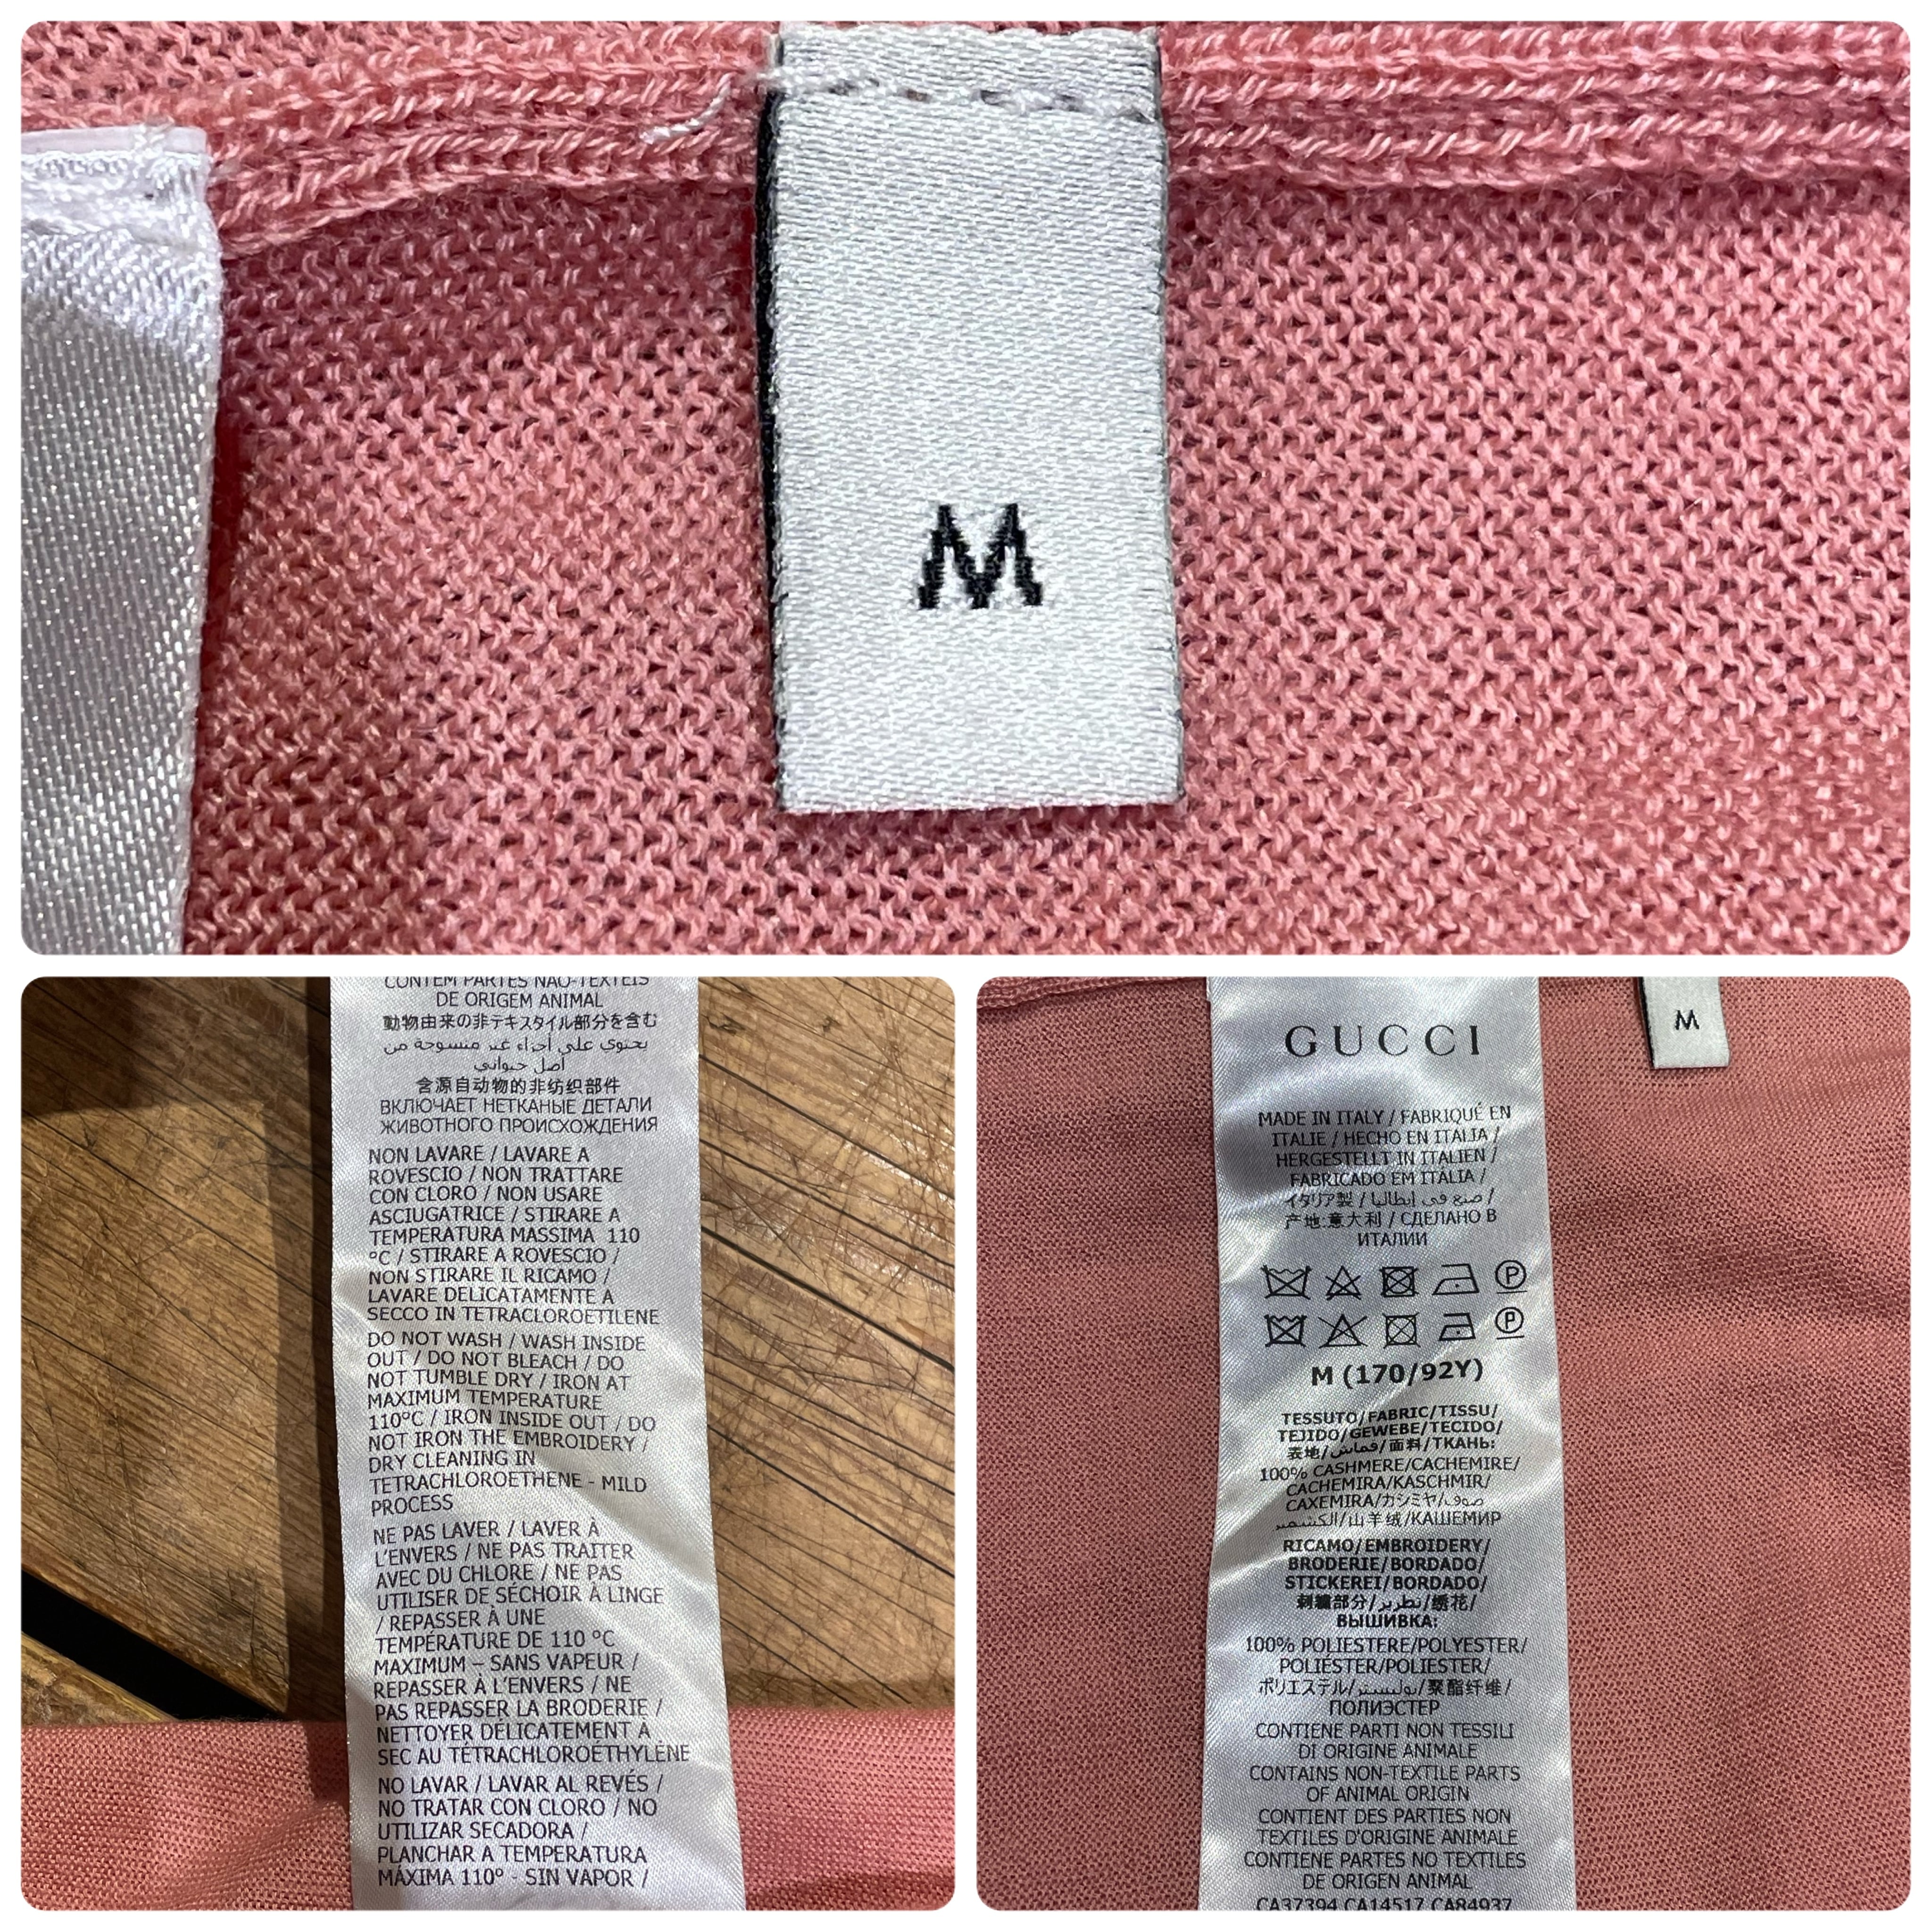 M
CONTÉM PARTES NÃO-TÊXTEIS
DE ORIGEM ANIMAL
動物由来の非テキスタイル部分を含む
يحتوي على أجزاء غير منسوجة من
أصل حيواني
含源自动物的非纺织部件
ВКЛЮЧАЕТ НЕТКАНЫЕ ДЕТАЛИ
ЖИВОТНОГО ПРОИСХОЖДЕНИЯ
NON LAVARE / LAVARE A
ROVESCIO / NON TRATTARE
CON CLORO / NON USARE
ASCIUGATRICE / STIRARE A
TEMPERATURA MASSIMA 110
°C / STIRARE A ROVESCIO /
NON STIRARE IL RICAMO /
LAVARE DELICATAMENTE A
SECCO IN TETRACLOROETILENE
DO NOT WASH / WASH INSIDE
OUT / DO NOT BLEACH / DO
NOT TUMBLE DRY / IRON AT
MAXIMUM TEMPERATURE
110°C / IRON INSIDE OUT / DO
NOT IRON THE EMBROIDERY /
DRY CLEANING IN
TETRACHLOROETHENE - MILD
PROCESS
NE PAS LAVER / LAVER À
L'ENVERS / NE PAS TRAITER
AVEC DU CHLORE / NE PAS
UTILISER DE SÉCHOIR À LINGE
/ REPASSER À UNE
TEMPÉRATURE DE 110 °C
MAXIMUM – SANS VAPEUR /
REPASSER À L'ENVERS / NE
PAS REPASSER LA BRODERIE /
NETTOYER DÉLICATEMENT À
SEC AU TÉTRACHLOROÉTHYLÈNE
NO LAVAR / LAVAR AL REVÉS /
NO TRATAR CON CLORO / NO
UTILIZAR SECADORA /
PLANCHAR A TEMPERATURA
MÁXIMA 110° - SIN VAPOR /
M
GUCCI
MADE IN ITALY / FABRIQUÉ EN
ITALIE / HECHO EN ITALIA /
HERGESTELLT IN ITALIEN /
FABRICADO EM ITÁLIA /
イタリア製 / صنع في إيطاليا /
产地:意大利 / СДЕЛАНО В
ИТАЛИИ
P
P
M (170/92Y)
TESSUTO/FABRIC/TISSU/
TEJIDO/GEWEBE/TECIDO/
表地/قماش/面料/ТКАНЬ:
100% CASHMERE/CACHEMIRE/
CACHEMIRA/KASCHMIR/
CAXEMIRA/カシミヤ/صوف
الكشمير/山羊绒/КАШЕМИР
RICAMO/EMBROIDERY/
BRODERIE/BORDADO/
STICKEREI/BORDADO/
刺繍部分/تطريز/绣花/
ВЫШИВКА:
100% POLIESTERE/POLYESTER/
POLIÉSTER/POLIESTER/
ポリエステル/بوليستر/聚酯纤维/
ПОЛИЭСТЕР
CONTIENE PARTI NON TESSILI
DI ORIGINE ANIMALE
CONTAINS NON-TEXTILE PARTS
OF ANIMAL ORIGIN
CONTIENT DES PARTIES NON
TEXTILES D'ORIGINE ANIMALE
CONTIENE PARTES NO TEXTILES
DE ORIGEN ANIMAL
CA37394 CA14517 CA84937